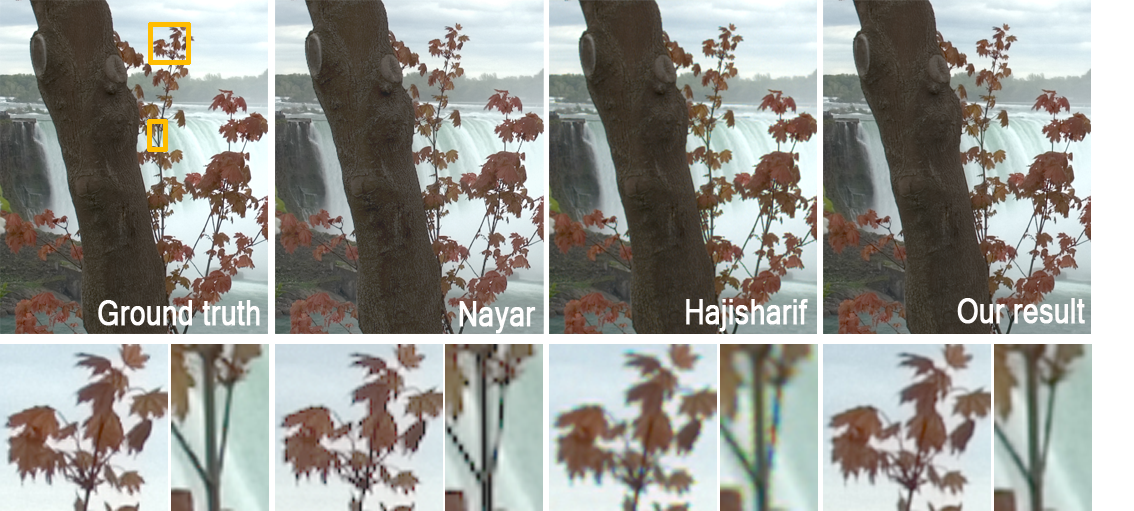 Ground truth
Nayar
Hajisharif
Our result